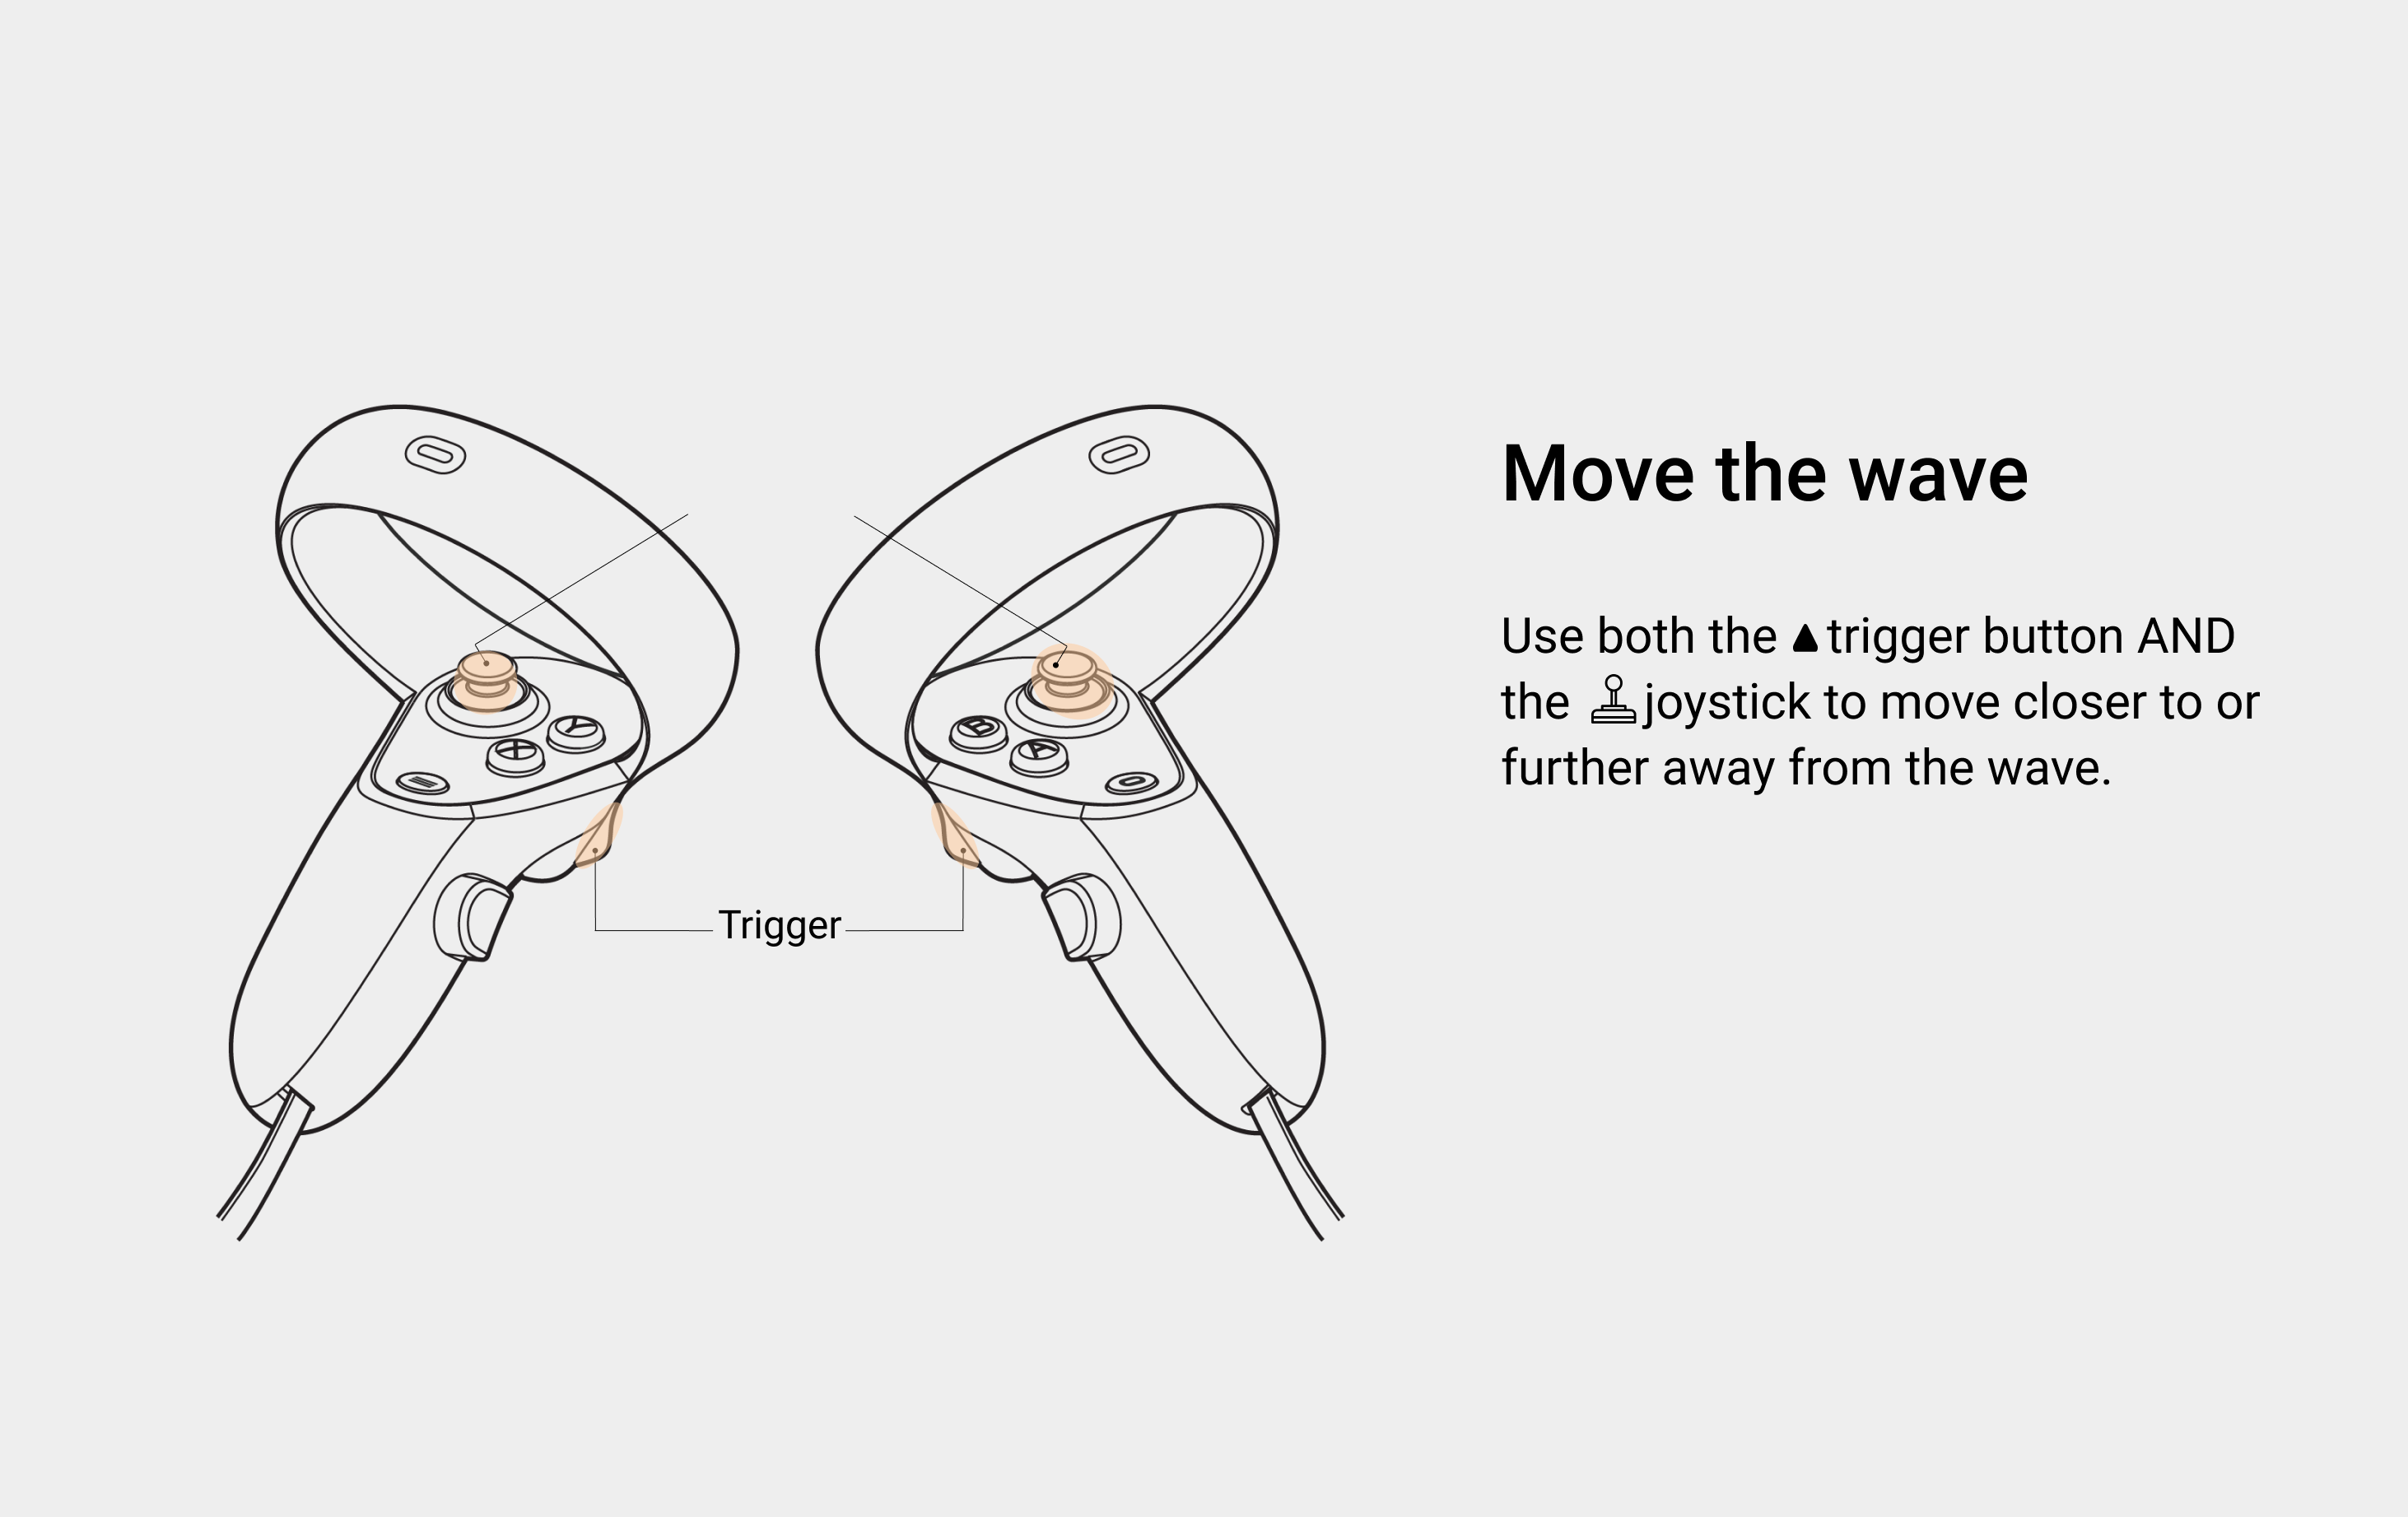 Move the wave
Use both the trigger button AND
the joystick to move closer to or
further away from the wave.
Y
X
B
A
Trigger